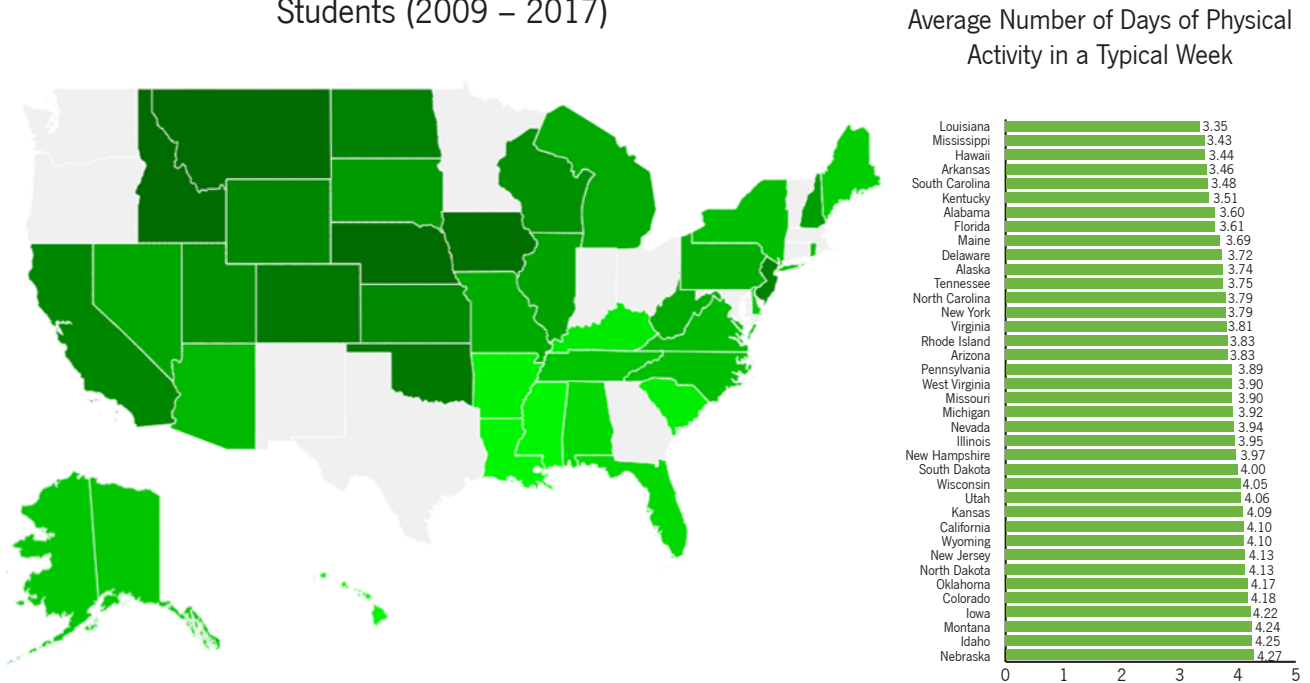 Students (2009 – 2017)
Average Number of Days of Physical
Activity in a Typical Week
Louisiana 3.35
Mississippi 3.43
Hawaii 3.44
Arkansas 3.46
South Carolina 3.48
Kentucky 3.51
Alabama 3.60
Florida 3.61
Maine 3.69
Delaware 3.72
Alaska 3.74
Tennessee 3.75
North Carolina 3.79
New York 3.79
Virginia 3.81
Rhode Island 3.83
Arizona 3.83
Pennsylvania 3.89
West Virginia 3.90
Missouri 3.90
Michigan 3.92
Nevada 3.94
Illinois 3.95
New Hampshire 3.97
South Dakota 4.00
Wisconsin 4.05
Utah 4.06
Kansas 4.09
California 4.10
Wyoming 4.10
New Jersey 4.13
North Dakota 4.13
Oklahoma 4.17
Colorado 4.18
Iowa 4.22
Montana 4.24
Idaho 4.25
Nebraska 4.27
0 1 2 3 4 5